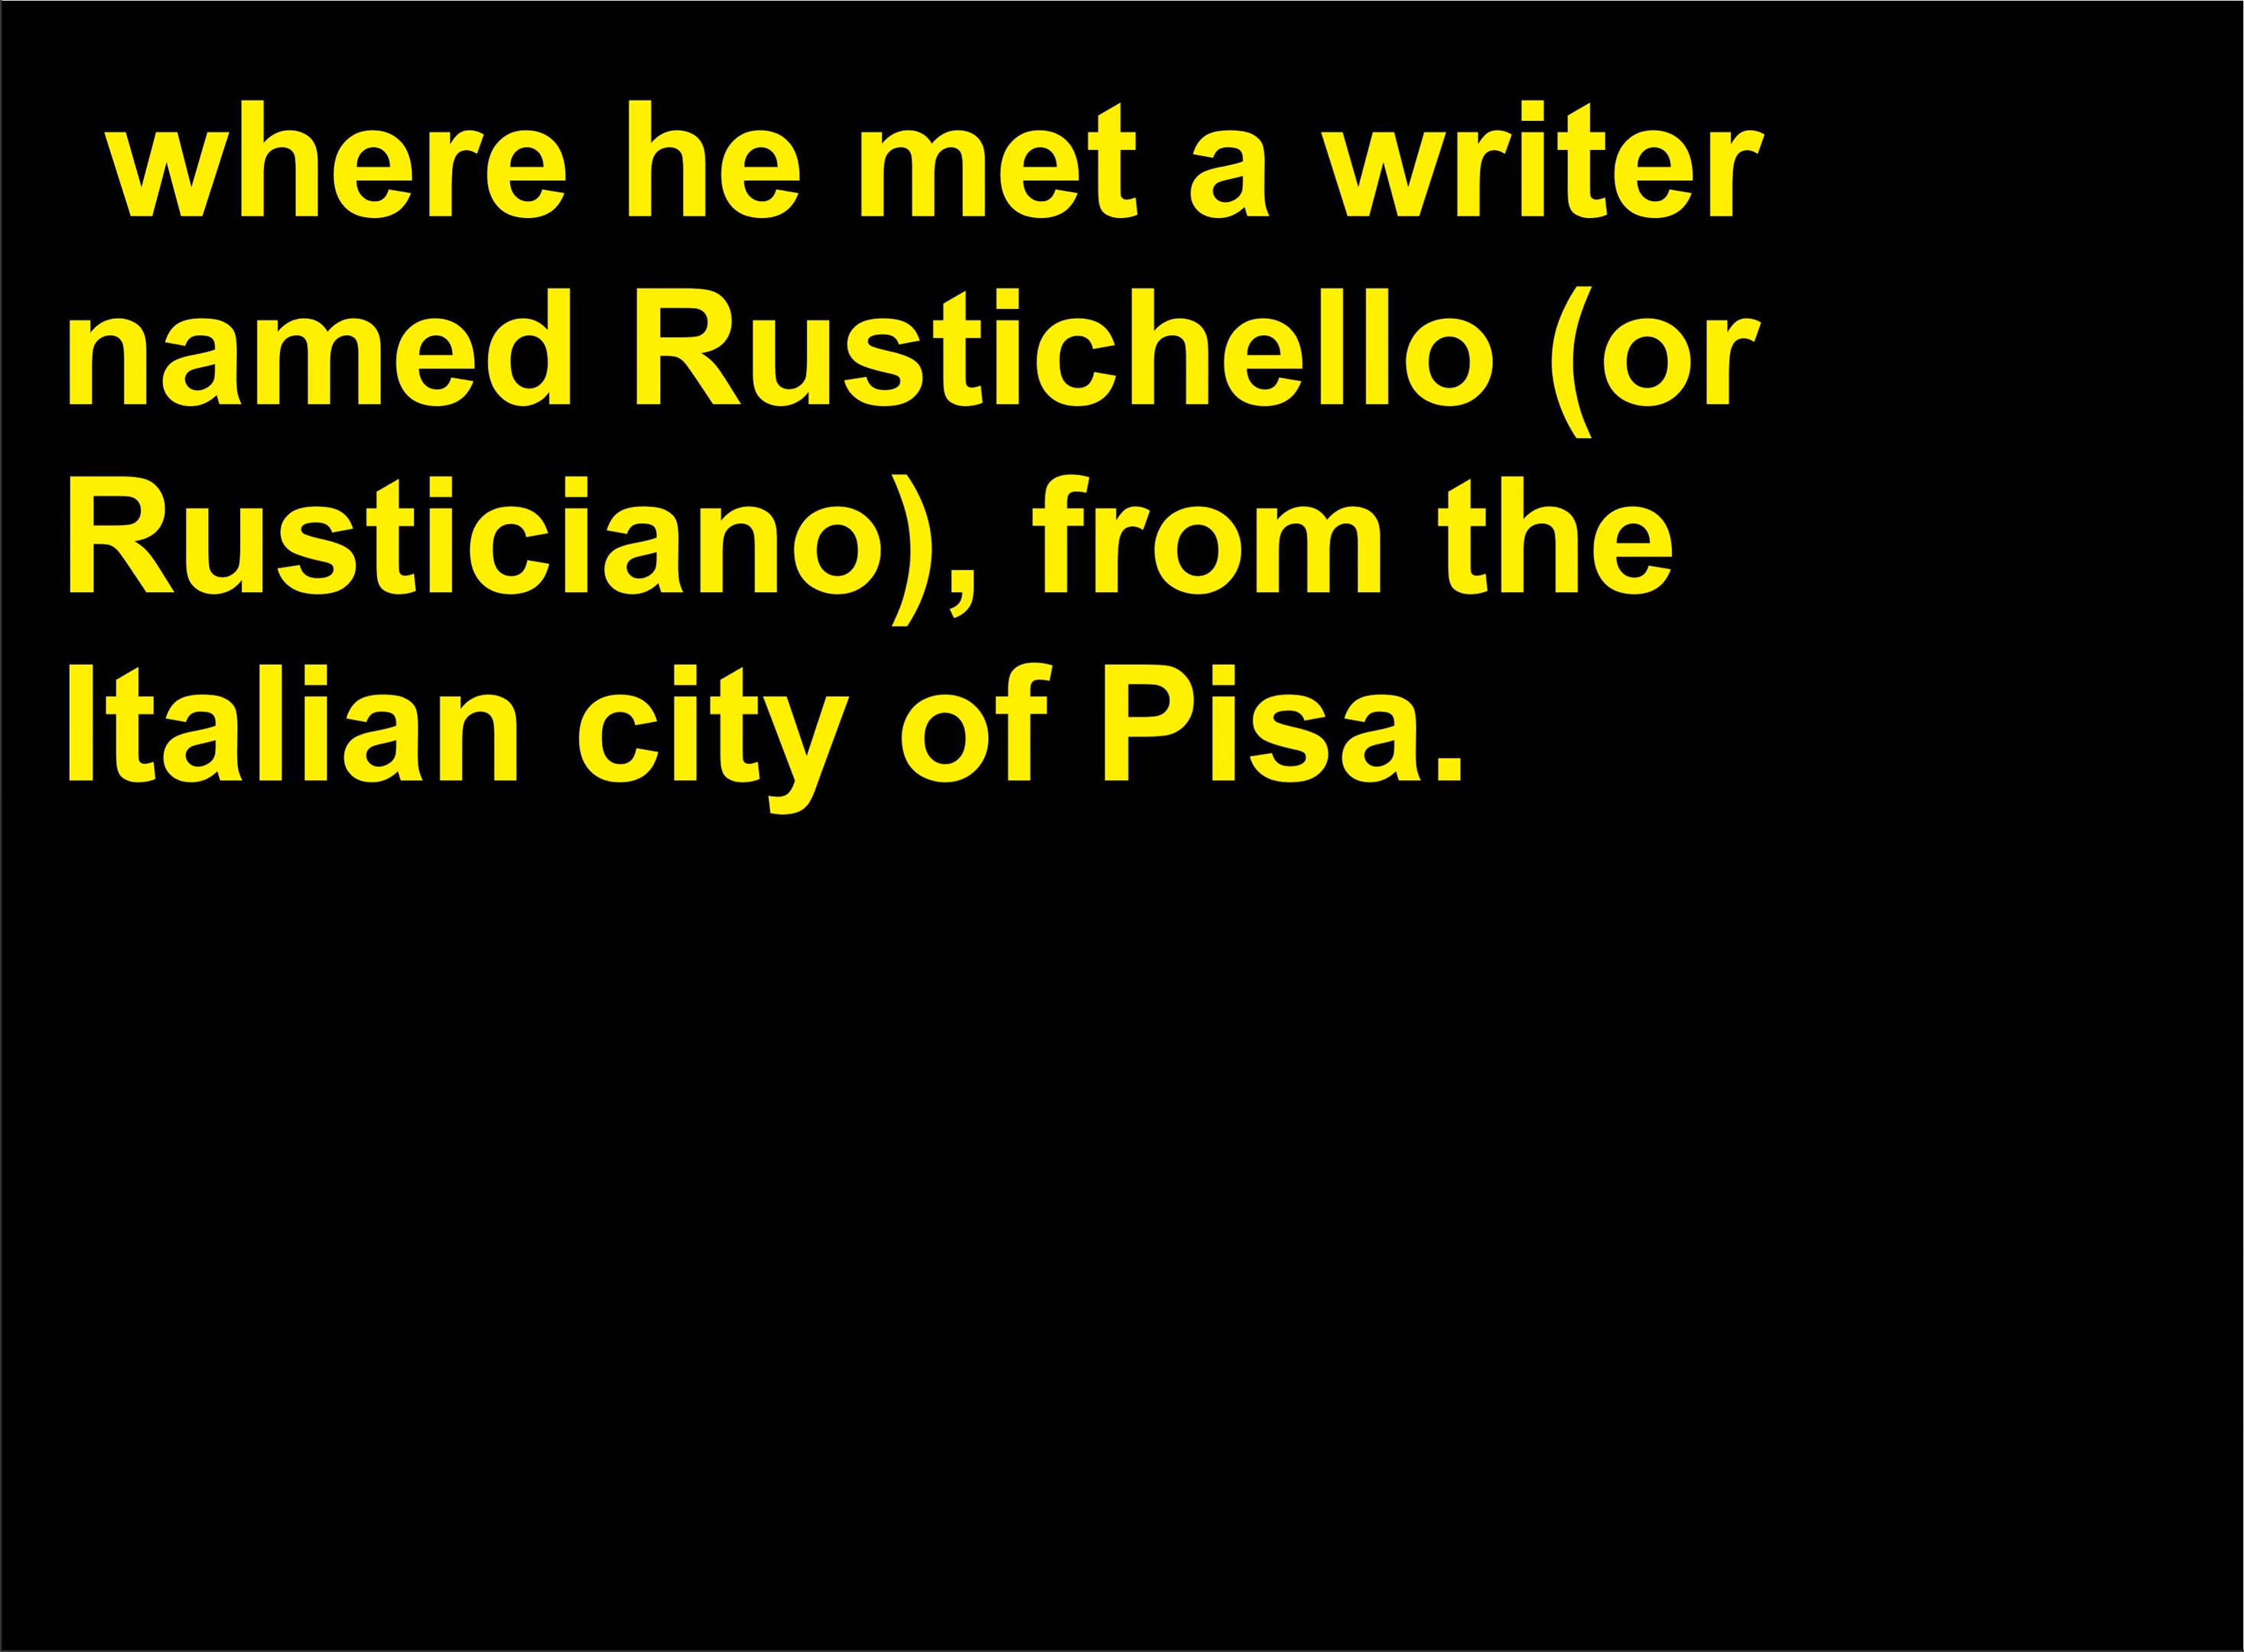 where he met a writer
named Rustichello (or
Rusticiano), from the
Italian city of Pisa.